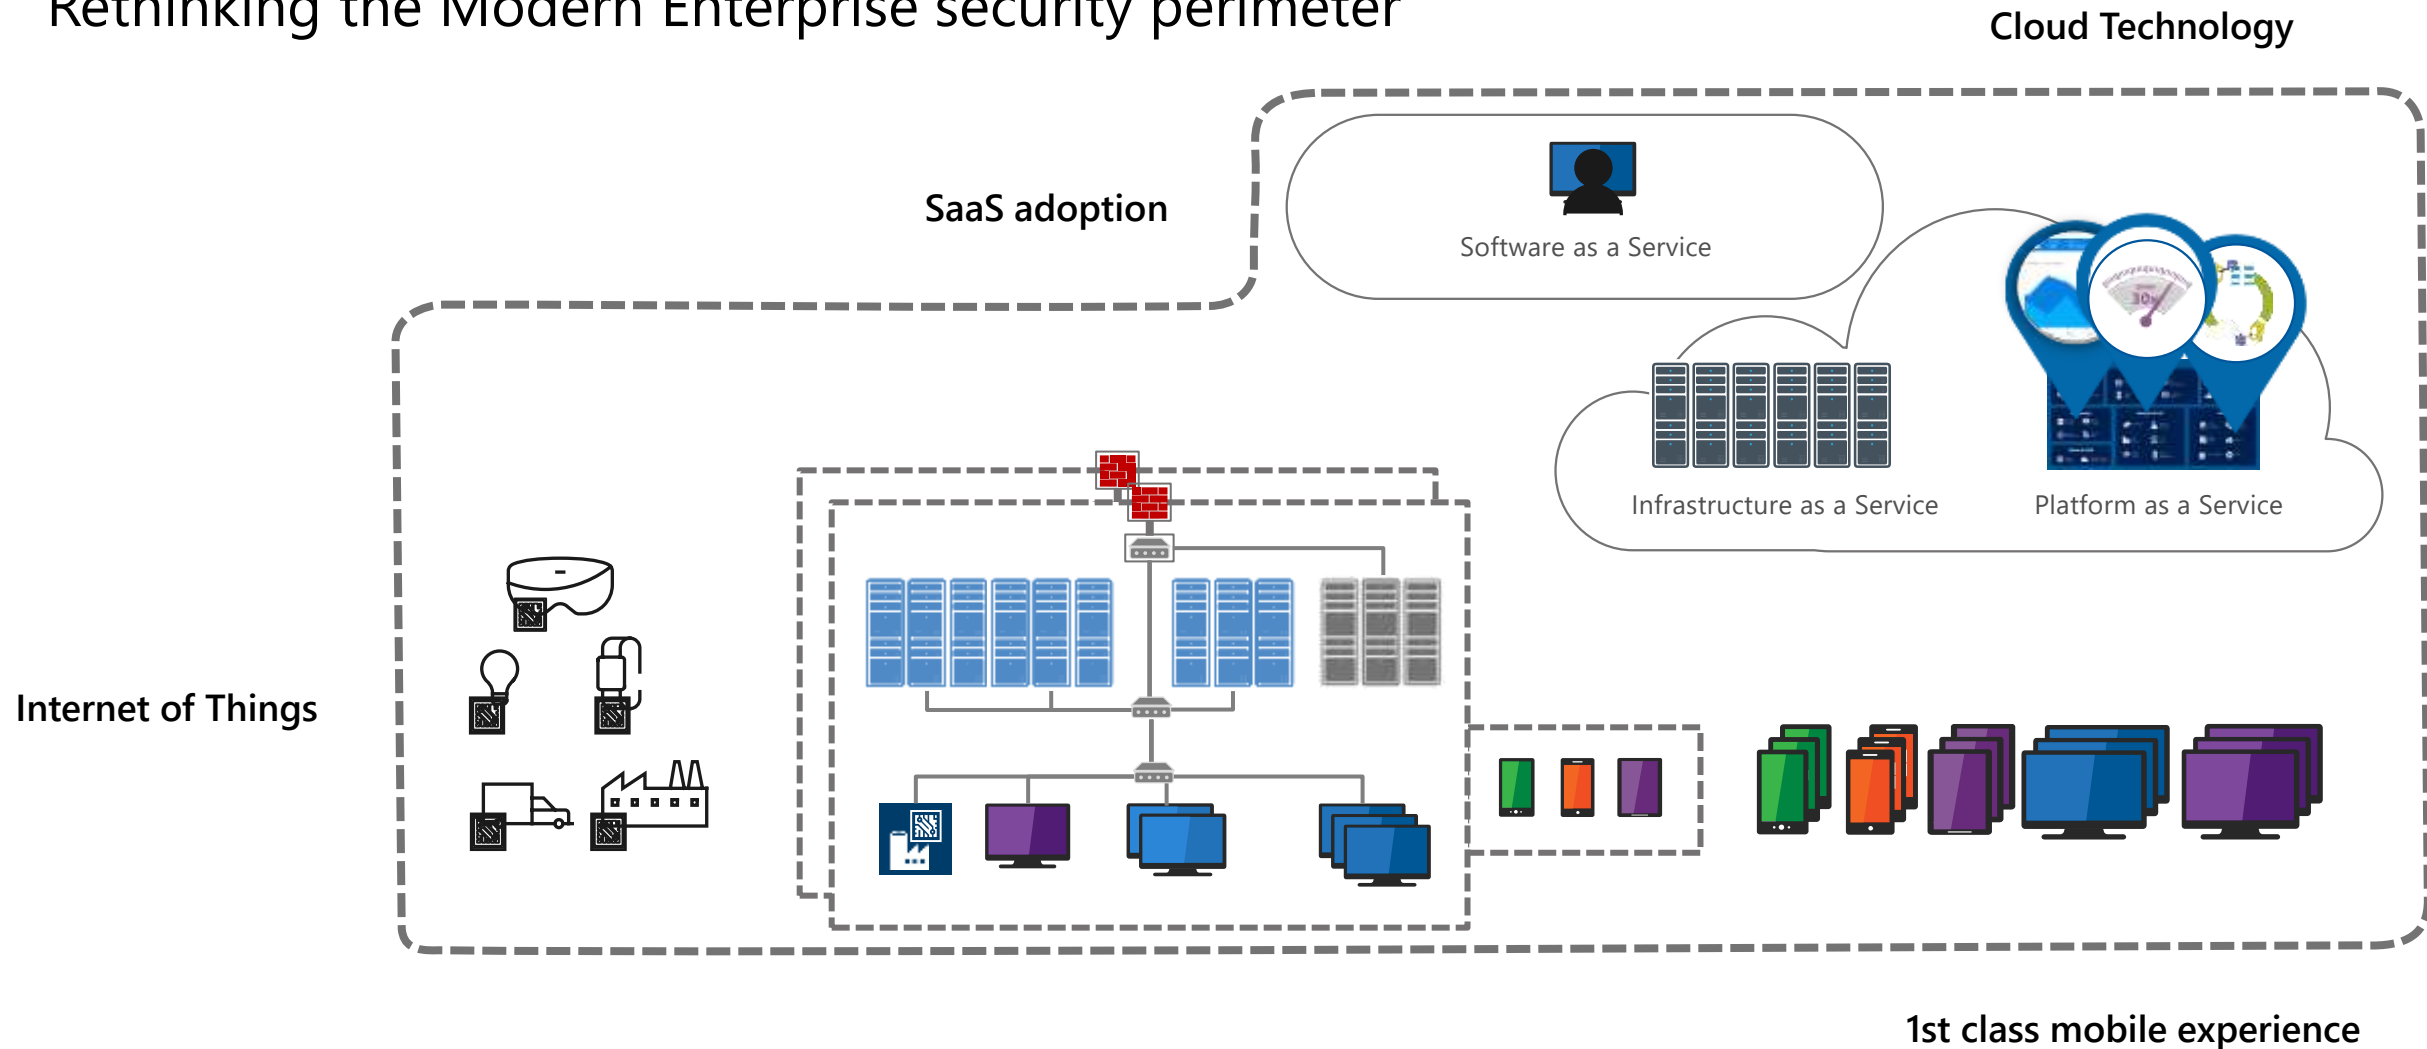 Rethinking the Modern Enterprise security perimeter
Cloud Technology
SaaS adoption
Software as a Service
Infrastructure as a Service
Platform as a Service
Internet of Things
1st class mobile experience